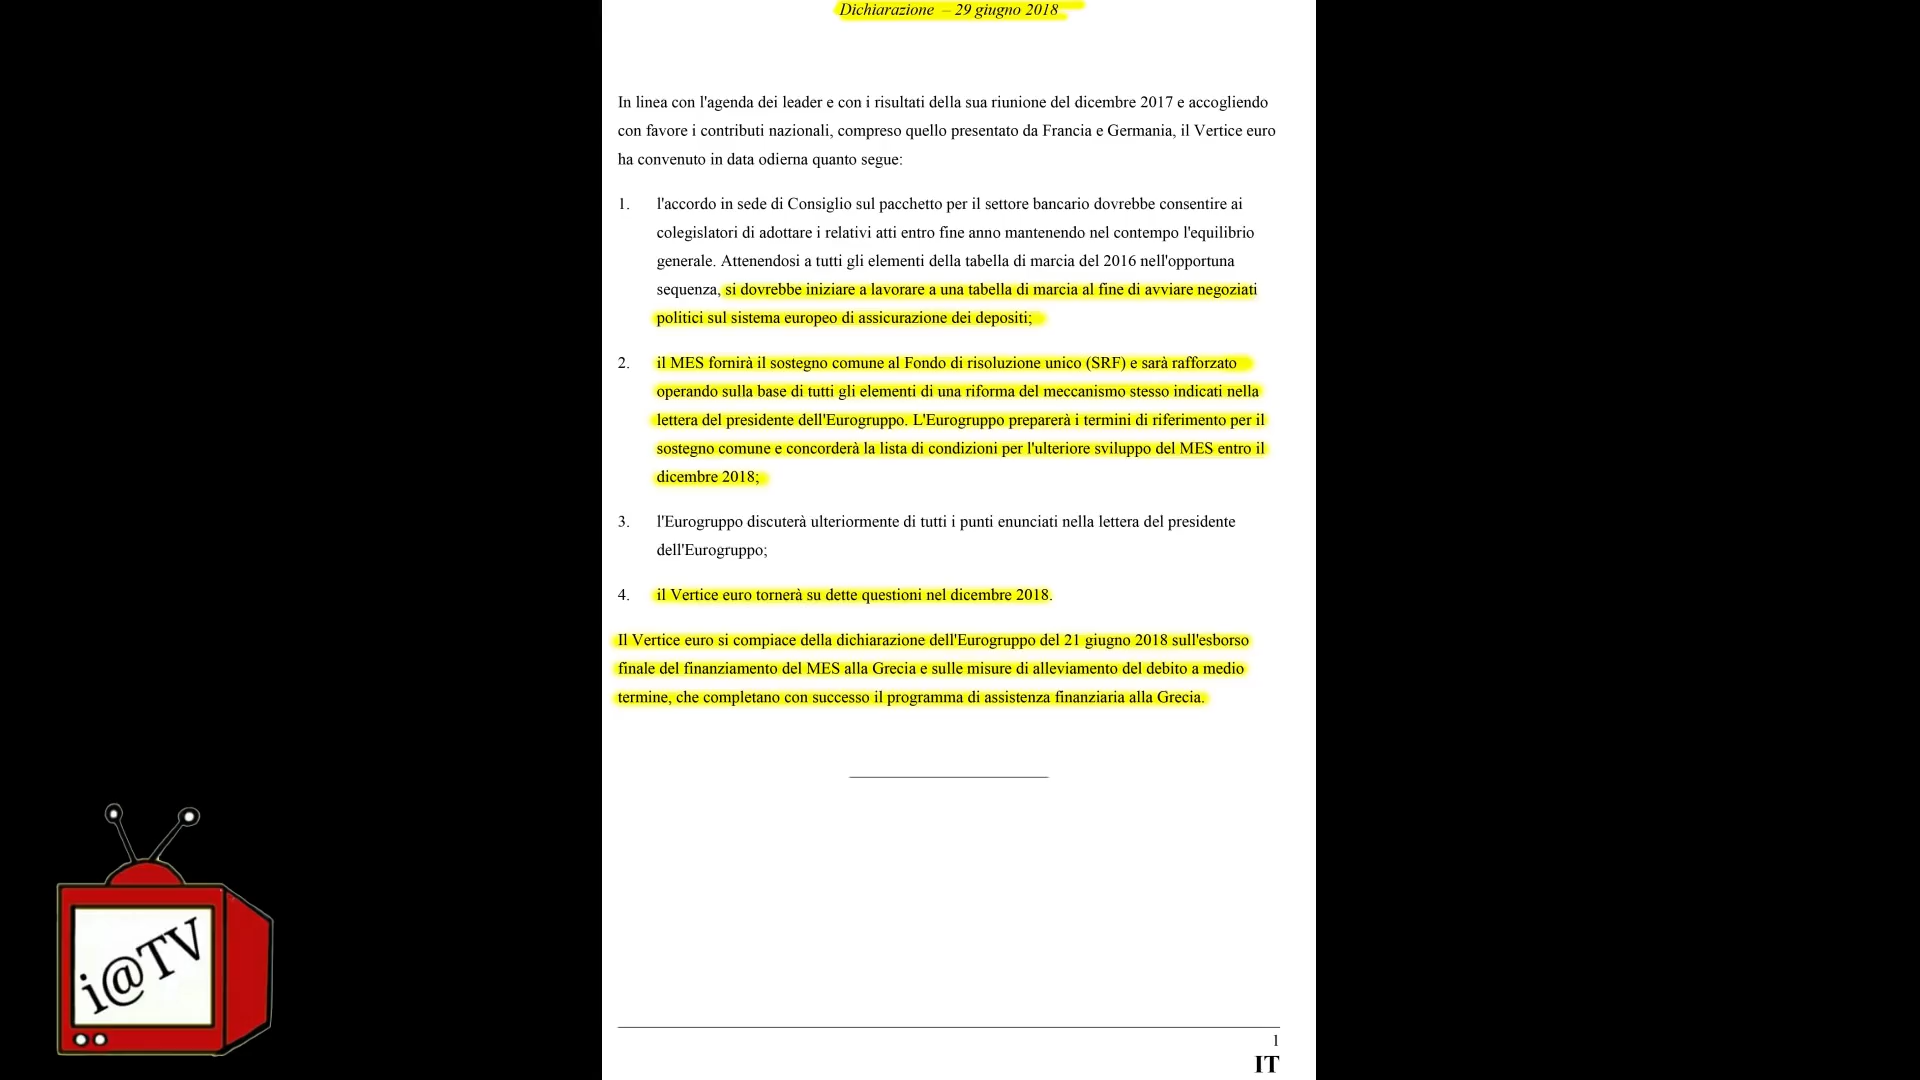 Dichiarazione – 29 giugno 2018
In linea con l'agenda dei leader e con i risultati della sua riunione del dicembre 2017 e accogliendo
con favore i contributi nazionali, compreso quello presentato da Francia e Germania, il Vertice euro
ha convenuto in data odierna quanto segue:
1. l'accordo in sede di Consiglio sul pacchetto per il settore bancario dovrebbe consentire ai
colegislatori di adottare i relativi atti entro fine anno mantenendo nel contempo l'equilibrio
generale. Attenendosi a tutti gli elementi della tabella di marcia del 2016 nell'opportuna
sequenza, si dovrebbe iniziare a lavorare a una tabella di marcia al fine di avviare negoziati
politici sul sistema europeo di assicurazione dei depositi;
2. il MES fornirà il sostegno comune al Fondo di risoluzione unico (SRF) e sarà rafforzato
operando sulla base di tutti gli elementi di una riforma del meccanismo stesso indicati nella
lettera del presidente dell'Eurogruppo. L'Eurogruppo preparerà i termini di riferimento per il
sostegno comune e concorderà la lista di condizioni per l'ulteriore sviluppo del MES entro il
dicembre 2018;
3. l'Eurogruppo discuterà ulteriormente di tutti i punti enunciati nella lettera del presidente
dell'Eurogruppo;
4. il Vertice euro tornerà su dette questioni nel dicembre 2018.
Il Vertice euro si compiace della dichiarazione dell'Eurogruppo del 21 giugno 2018 sull'esborso
finale del finanziamento del MES alla Grecia e sulle misure di alleviamento del debito a medio
termine, che completano con successo il programma di assistenza finanziaria alla Grecia.
i@TV
1
IT